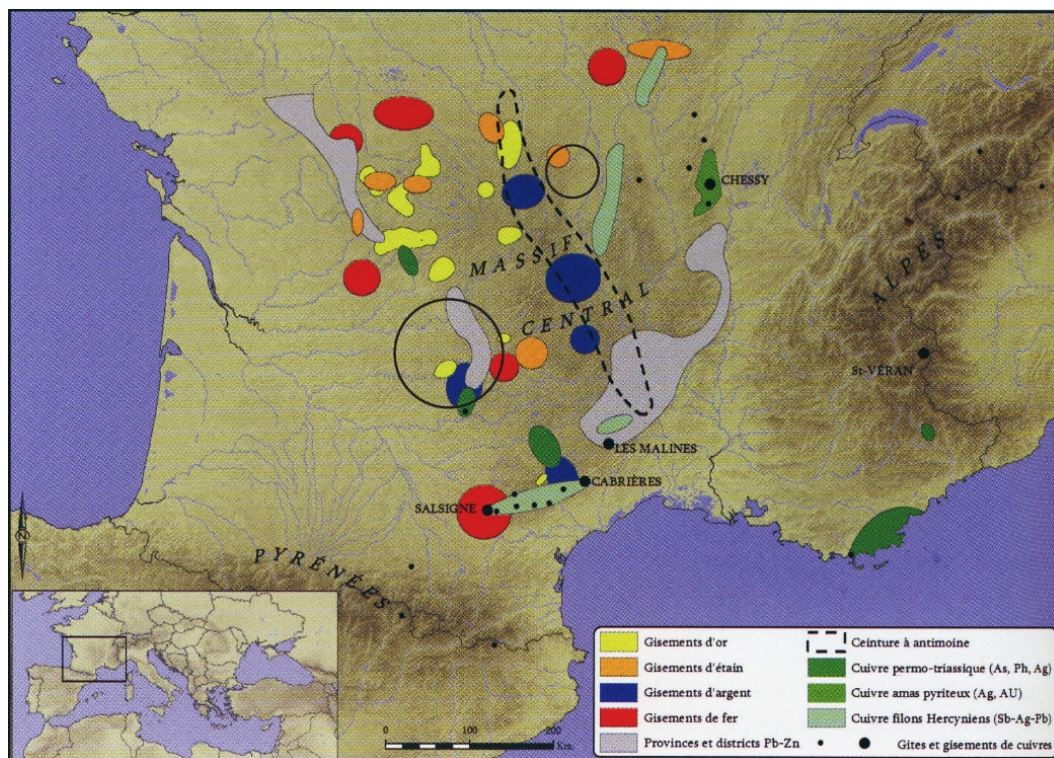 CHESSY
MASSIF
CENTRAL
ALPES
St-VÉRAN
LES MALINES
CABRIÈRES
SALSIGNE
PYRÉNÉES
N
0 100 200
Km.
Gisements d'or
Gisements d'étain
Gisements d'argent
Gisements de fer
Provinces et districts Pb-Zn
Ceinture à antimoine
Cuivre permo-triassique (As, Ph, Ag)
Cuivre amas pyriteux (Ag, AU)
Cuivre filons Hercyniens (Sb-Ag-Pb)
Gites et gisements de cuivres